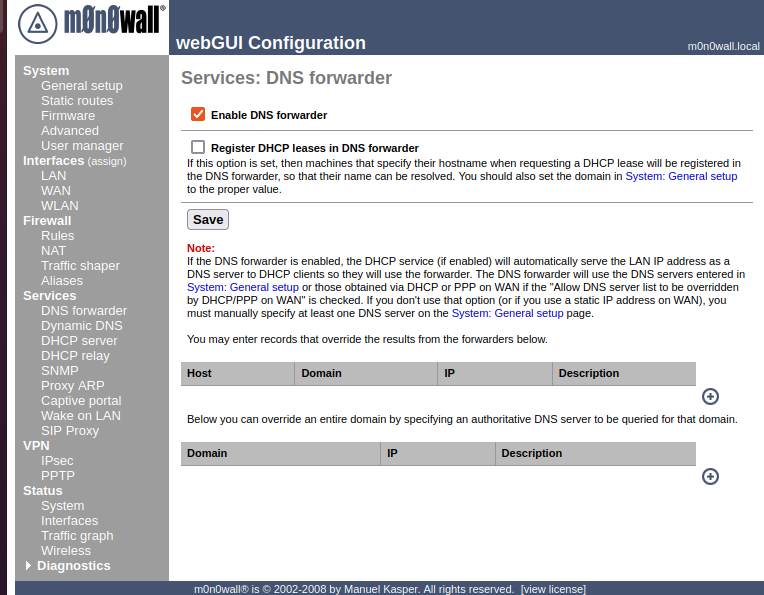 m0n0wall®
webGUI Configuration
m0n0wall.local
System
General setup
Static routes
Firmware
Advanced
User manager
Interfaces (assign)
LAN
WAN
WLAN
Firewall
Rules
NAT
Traffic shaper
Aliases
Services
DNS forwarder
Dynamic DNS
DHCP server
DHCP relay
SNMP
Proxy ARP
Captive portal
Wake on LAN
SIP Proxy
VPN
IPsec
PPTP
Status
System
Interfaces
Traffic graph
Wireless
Diagnostics
Services: DNS forwarder
Enable DNS forwarder
Register DHCP leases in DNS forwarder
If this option is set, then machines that specify their hostname when requesting a DHCP lease will be registered in
the DNS forwarder, so that their name can be resolved. You should also set the domain in System: General setup
to the proper value.
Save
Note:
If the DNS forwarder is enabled, the DHCP service (if enabled) will automatically serve the LAN IP address as a
DNS server to DHCP clients so they will use the forwarder. The DNS forwarder will use the DNS servers entered in
System: General setup or those obtained via DHCP or PPP on WAN if the "Allow DNS server list to be overridden
by DHCP/PPP on WAN" is checked. If you don't use that option (or if you use a static IP address on WAN), you
must manually specify at least one DNS server on the System: General setup page.
You may enter records that override the results from the forwarders below.
Host Domain IP Description
Below you can override an entire domain by specifying an authoritative DNS server to be queried for that domain.
Domain IP Description
m0n0wall® is © 2002-2008 by Manuel Kasper. All rights reserved. [view license]